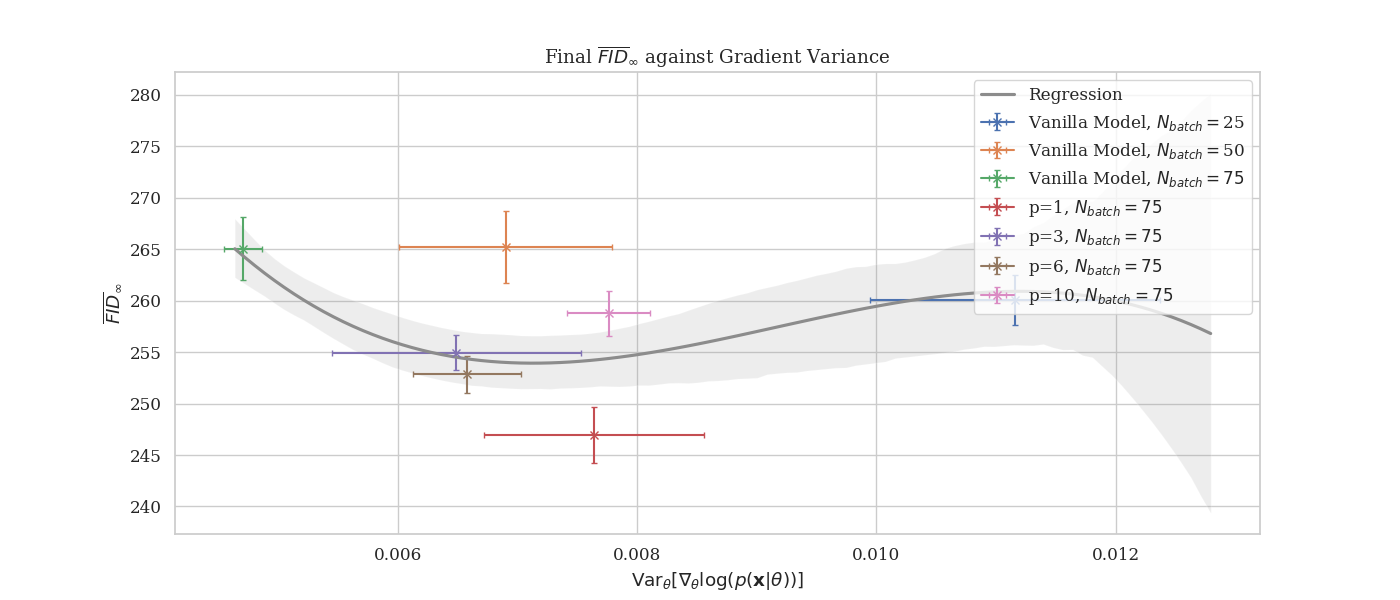 Final $\overline{FID}_\infty$ against Gradient Variance
280
275
270
265
260
255
250
245
240
$\overline{FID}_\infty$
Regression
Vanilla Model, $N_{batch} = 25$
Vanilla Model, $N_{batch} = 50$
Vanilla Model, $N_{batch} = 75$
p=1, $N_{batch} = 75$
p=3, $N_{batch} = 75$
p=6, $N_{batch} = 75$
p=10, $N_{batch} = 75$
0.006 0.008 0.010 0.012
$\mathrm{Var}_\theta[\nabla_\theta \log(p(\mathbf{x}|\theta))]$